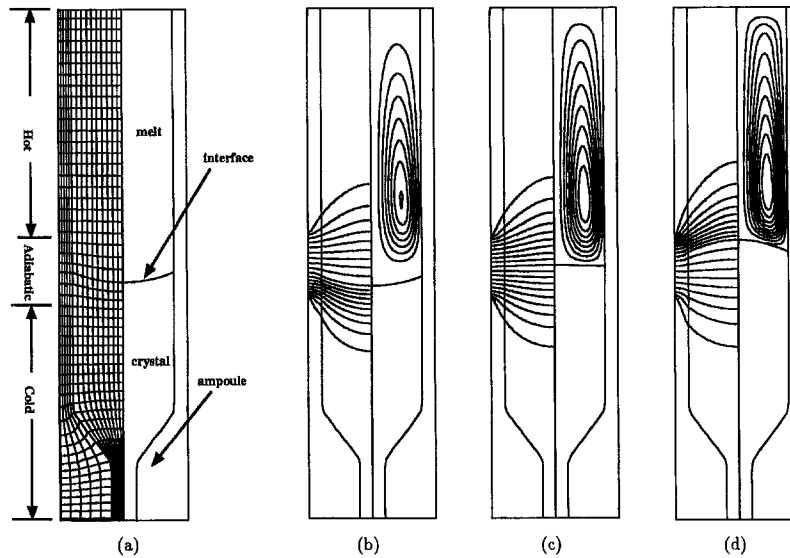 Hot
Adiabatic
Cold
melt
interface
crystal
ampoule
(a)
(b)
(c)
(d)